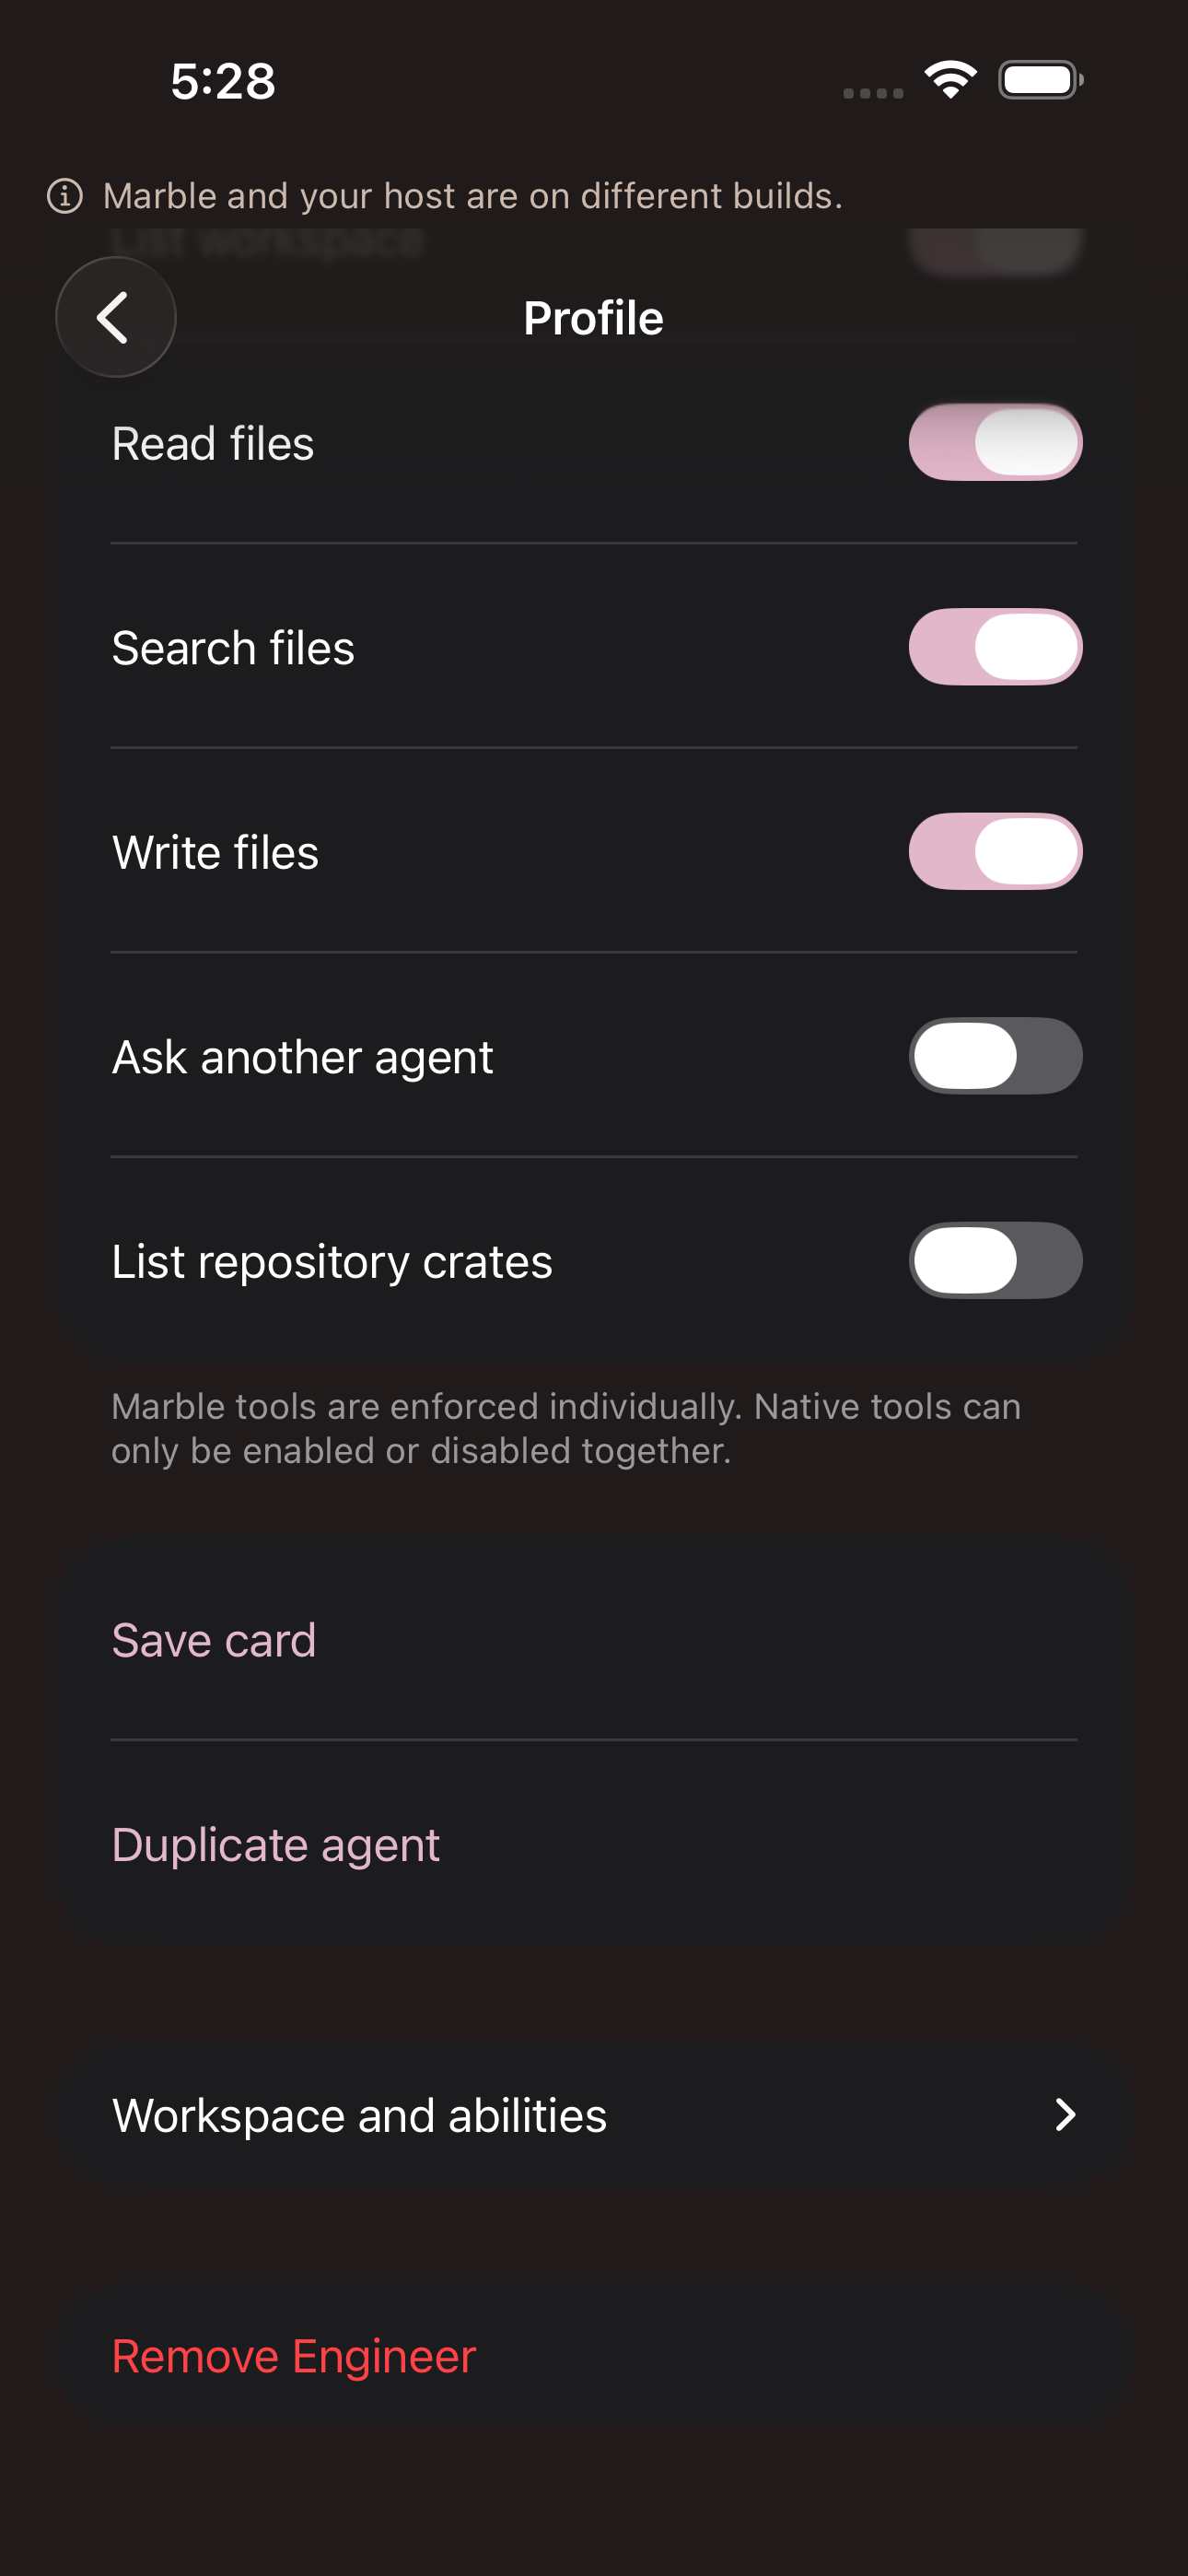 5:28
Marble and your host are on different builds.
List workspace
Profile
Read files
Search files
Write files
Ask another agent
List repository crates
Marble tools are enforced individually. Native tools can
only be enabled or disabled together.
Save card
Duplicate agent
Workspace and abilities
Remove Engineer